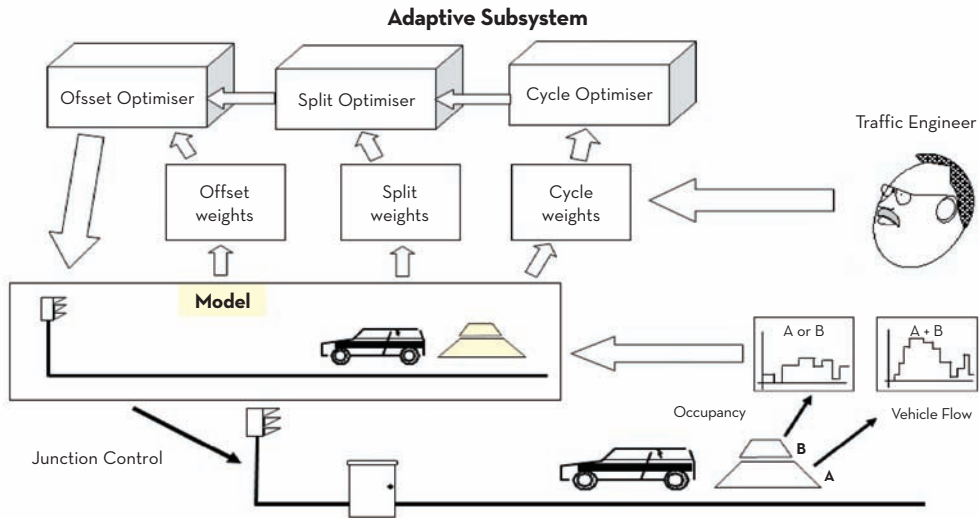 Adaptive Subsystem
Ofsset Optimiser
Split Optimiser
Cycle Optimiser
Traffic Engineer
Offset
weights
Split
weights
Cycle
weights
Model
A or B
A + B
Occupancy
Vehicle Flow
B
A
Junction Control